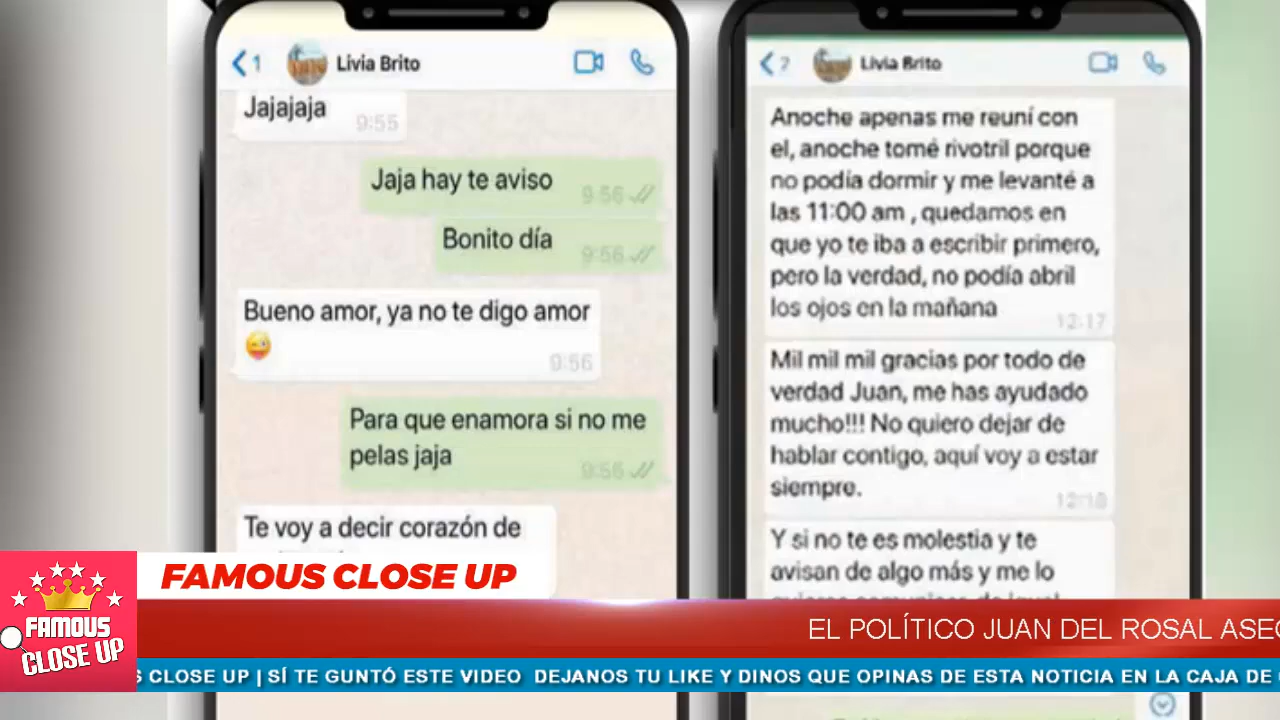 1
Livia Brito
Jajajaja
9:55
Jaja hay te aviso
9:56
Bonito día
9:56
Bueno amor, ya no te digo amor
9:56
Para que enamora si no me
pelas jaja
9:56
Te voy a decir corazón de
Livia Brito
Anoche apenas me reuní con
el, anoche tomé rivotril porque
no podía dormir y me levanté a
las 11:00 am , quedamos en
que yo te iba a escribir primero,
pero la verdad, no podía abril
los ojos en la mañana
12:17
Mil mil mil gracias por todo de
verdad Juan, me has ayudado
mucho!!! No quiero dejar de
hablar contigo, aquí voy a estar
siempre.
12:18
Y si no te es molestia y te
avisan de algo más y me lo
FAMOUS CLOSE UP
FAMOUS
CLOSE UP
EL POLÍTICO JUAN DEL ROSAL ASEG
S CLOSE UP | SÍ TE GUNTÓ ESTE VIDEO DEJANOS TU LIKE Y DINOS QUE OPINAS DE ESTA NOTICIA EN LA CAJA DE